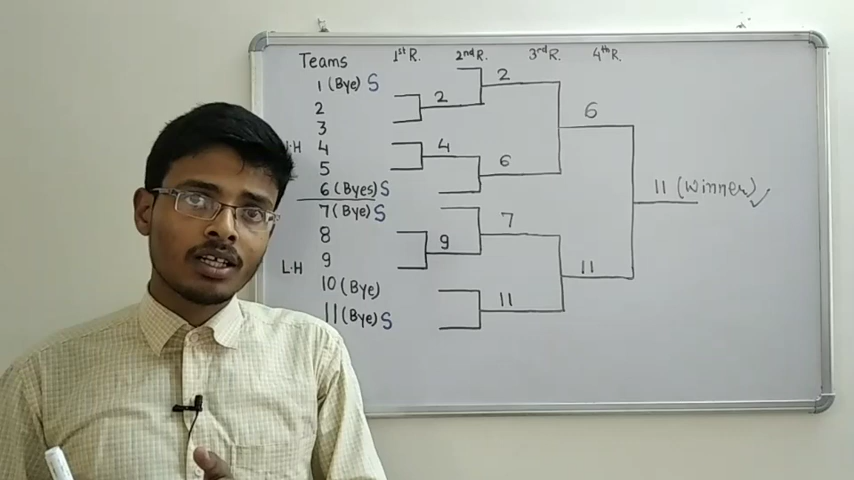 Teams 1st R. 2nd R. 3rd R. 4th R.
1 (Bye) S
2
3
4
5
6 (Byes) S
7 (Bye) S
8
9
L·H
10 (Bye)
11 (Bye) S
2
4
9
2
6
7
11
6
11
11 (Winner) ✓